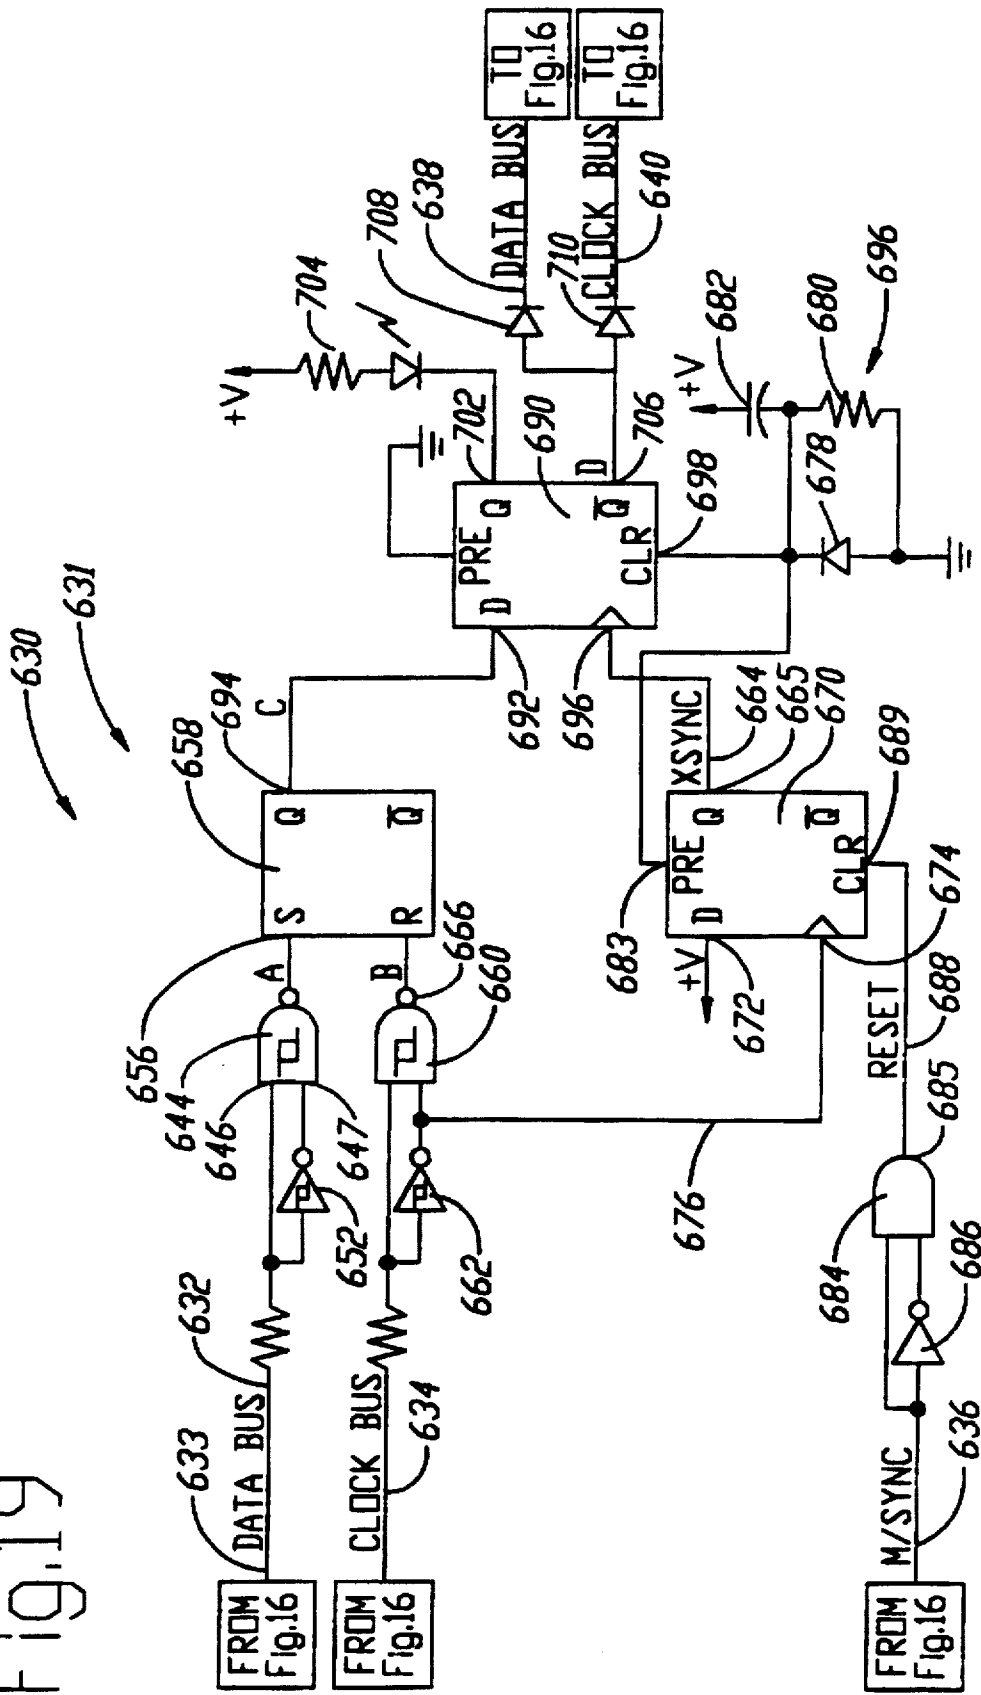 Fig.19
630
631
FROM
Fig.16
633
DATA BUS
632
646
644
647
652
656
A
S
Q
658
694
C
FROM
Fig.16
CLOCK BUS
634
662
660
666
B
R
Q
692
D
PRE
Q
702
+V
704
690
CLR
Q
D
706
696
698
708
638
DATA BUS
TO
Fig.16
710
CLOCK BUS
640
TO
Fig.16
676
+V
672
683
D
PRE
Q
XSYNC
664
665
670
Q
CLR
689
674
+V
682
680
678
696
FROM
Fig.16
M/SYNC
636
686
684
685
RESET
688